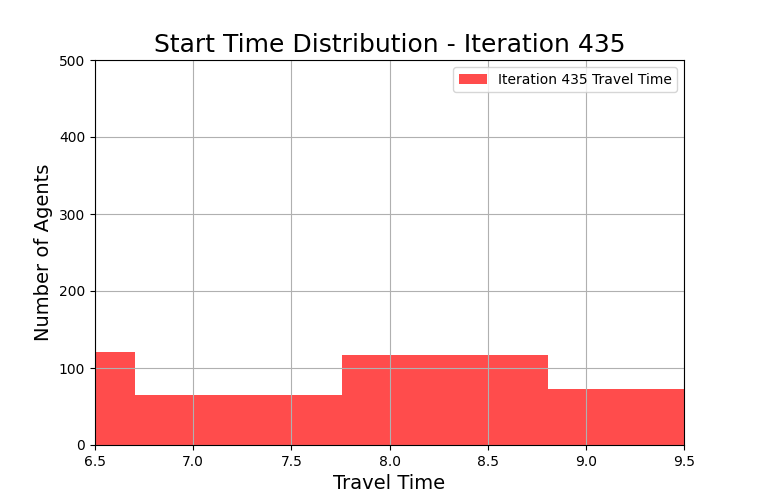 Start Time Distribution - Iteration 435
Iteration 435 Travel Time
Number of Agents
500
400
300
200
100
0
6.5 7.0 7.5 8.0 8.5 9.0 9.5
Travel Time